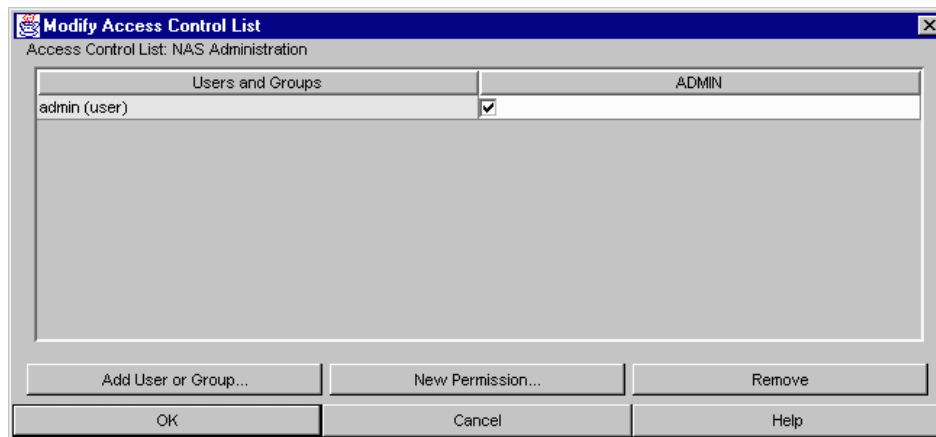 Modify Access Control List
Access Control List: NAS Administration
Users and Groups ADMIN
admin (user)
Add User or Group... New Permission... Remove
OK Cancel Help